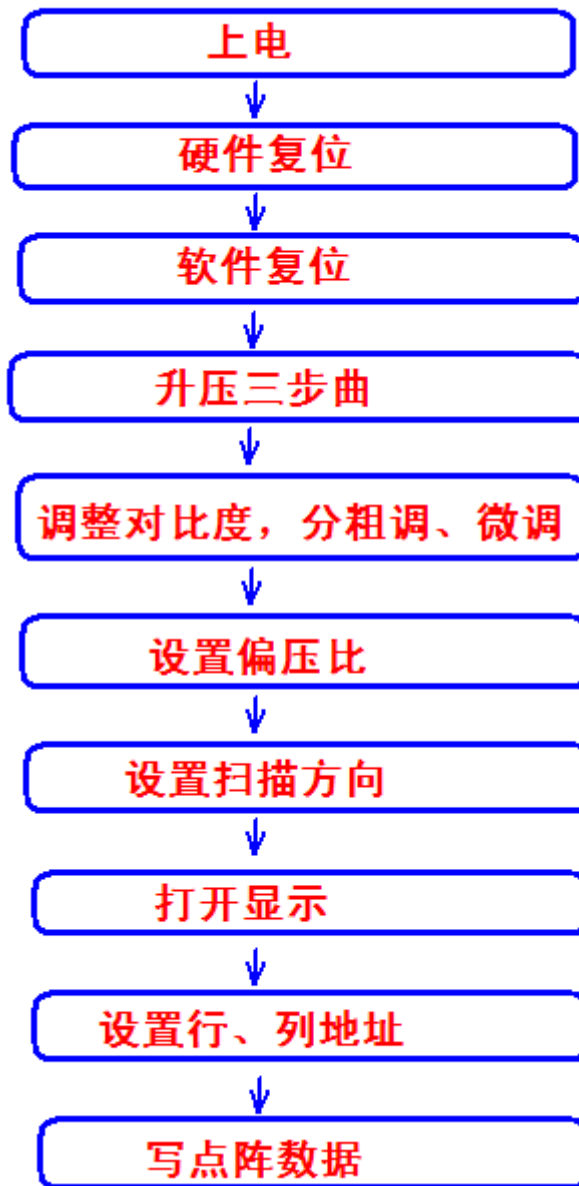 上电
硬件复位
软件复位
升压三步曲
调整对比度，分粗调、微调
设置偏压比
设置扫描方向
打开显示
设置行、列地址
写点阵数据